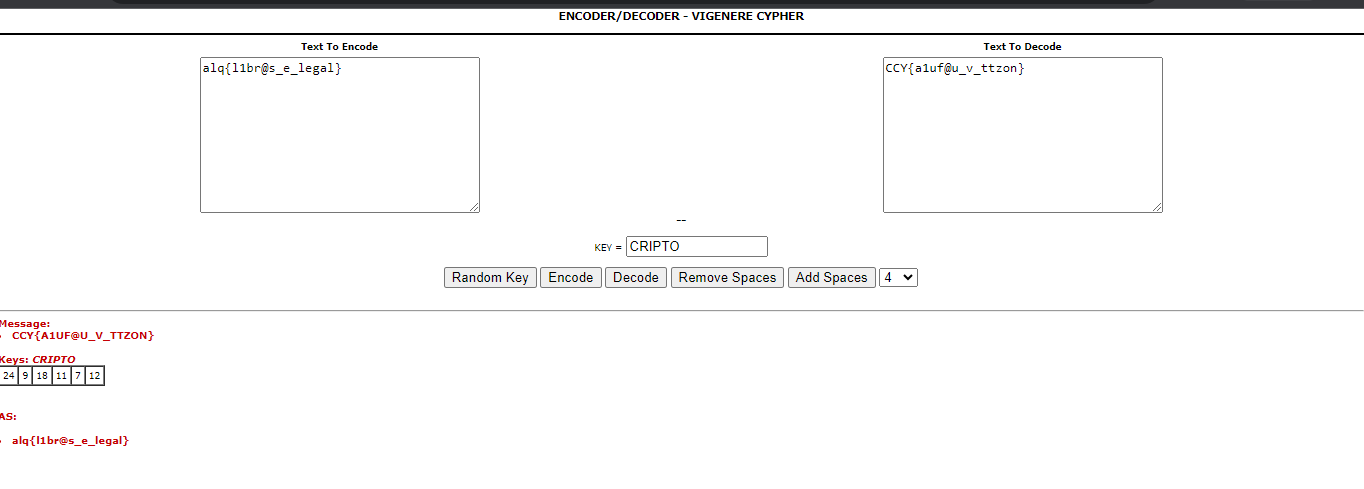 ENCODER/DECODER - VIGENERE CYPHER
Text To Encode
Text To Decode
alq{l1br@s_e_legal}
CCY{a1uf@u_v_ttzon}
--
KEY = CRIPTO
Random Key Encode Decode Remove Spaces Add Spaces 4
Message:
CCY{A1UF@U_V_TTZON}
Keys: CRIPTO
24 9 18 11 7 12
AS:
alq{l1br@s_e_legal}